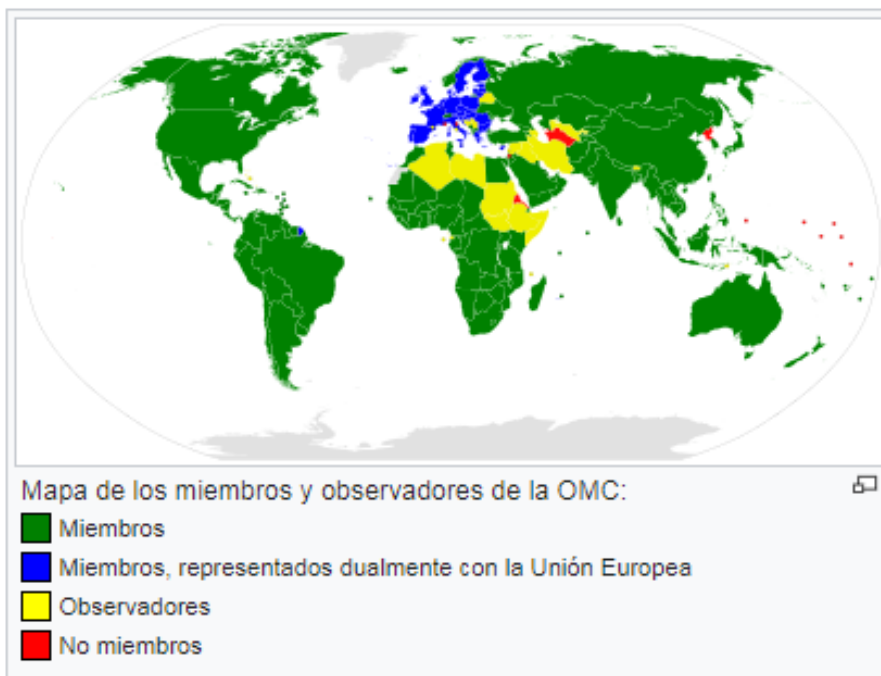 Mapa de los miembros y observadores de la OMC:
Miembros
Miembros, representados dualmente con la Unión Europea
Observadores
No miembros